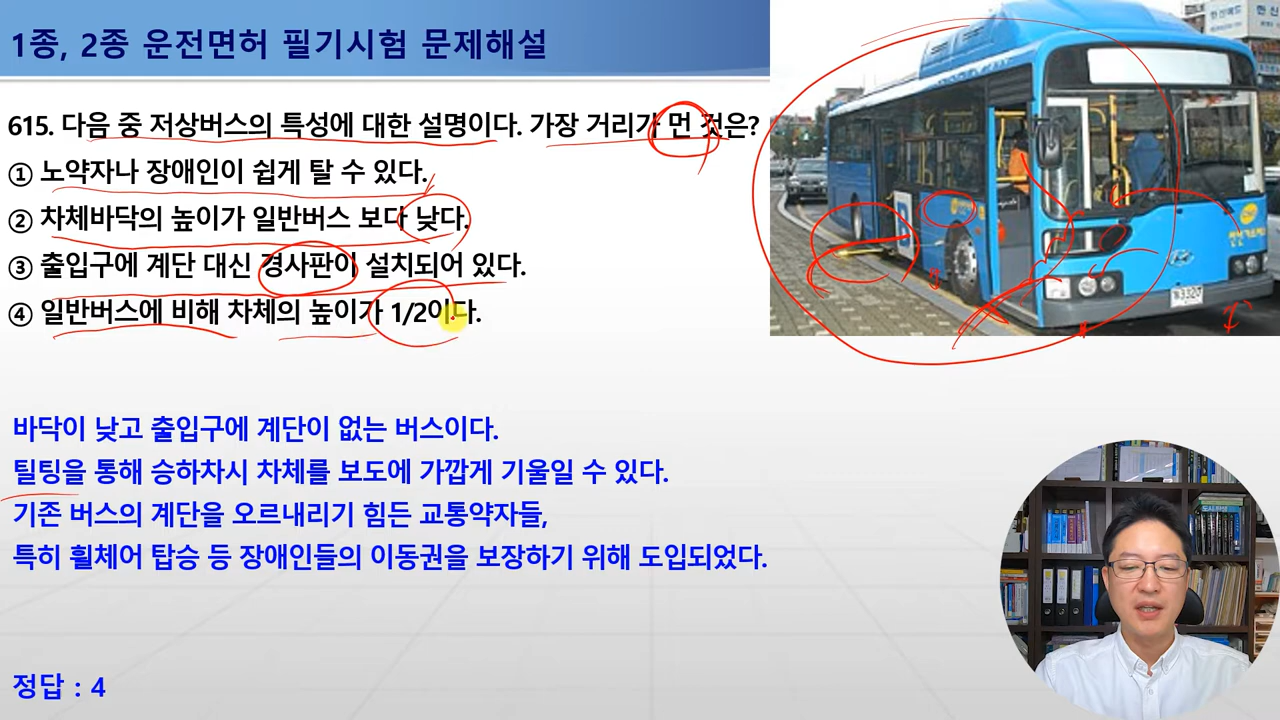 1종, 2종 운전면허 필기시험 문제해설
615. 다음 중 저상버스의 특성에 대한 설명이다. 가장 거리가 먼 것은?
① 노약자나 장애인이 쉽게 탈 수 있다.
② 차체바닥의 높이가 일반버스 보다 낮다.
③ 출입구에 계단 대신 경사판이 설치되어 있다.
④ 일반버스에 비해 차체의 높이가 1/2이다.
바닥이 낮고 출입구에 계단이 없는 버스이다.
틸팅을 통해 승하차시 차체를 보도에 가깝게 기울일 수 있다.
기존 버스의 계단을 오르내리기 힘든 교통약자들,
특히 휠체어 탑승 등 장애인들의 이동권을 보장하기 위해 도입되었다.
정답 : 4